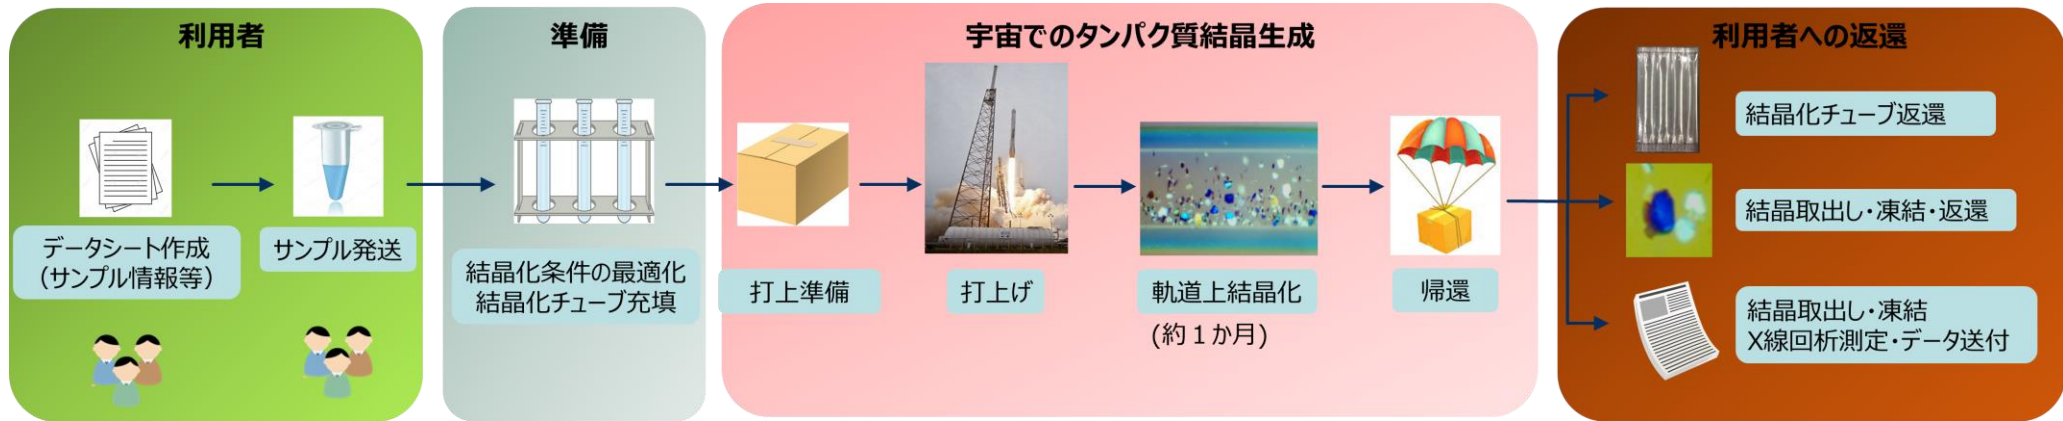 利用者
データシート作成
（サンプル情報等）
サンプル発送
準備
結晶化条件の最適化
結晶化チューブ充填
宇宙でのタンパク質結晶生成
打上準備
打上げ
軌道上結晶化
(約１か月)
帰還
利用者への返還
結晶化チューブ返還
結晶取出し・凍結・返還
結晶取出し・凍結
X線回析測定・データ送付